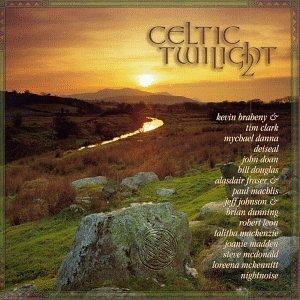 CELTIC
TWILIGHT
2
kevin braheny &
tim clark
mychael danna
deiseal
john doan
bill douglas
alasdair fraser &
paul machlis
jeff johnson &
brian dunning
robert leon
talitha mackenzie
joanie madden
steve mcdonald
loreena mckennitt
nightnoise